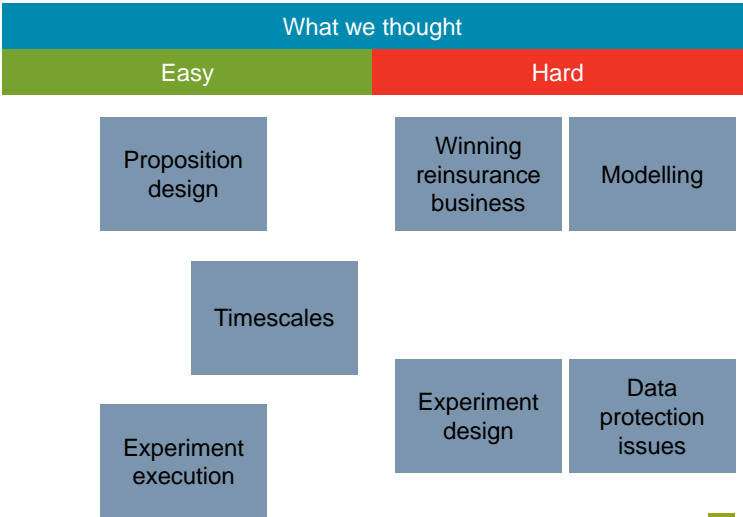 What we thought
Easy
Hard
Proposition
design
Winning
reinsurance
business
Modelling
Timescales
Experiment
design
Data
protection
issues
Experiment
execution